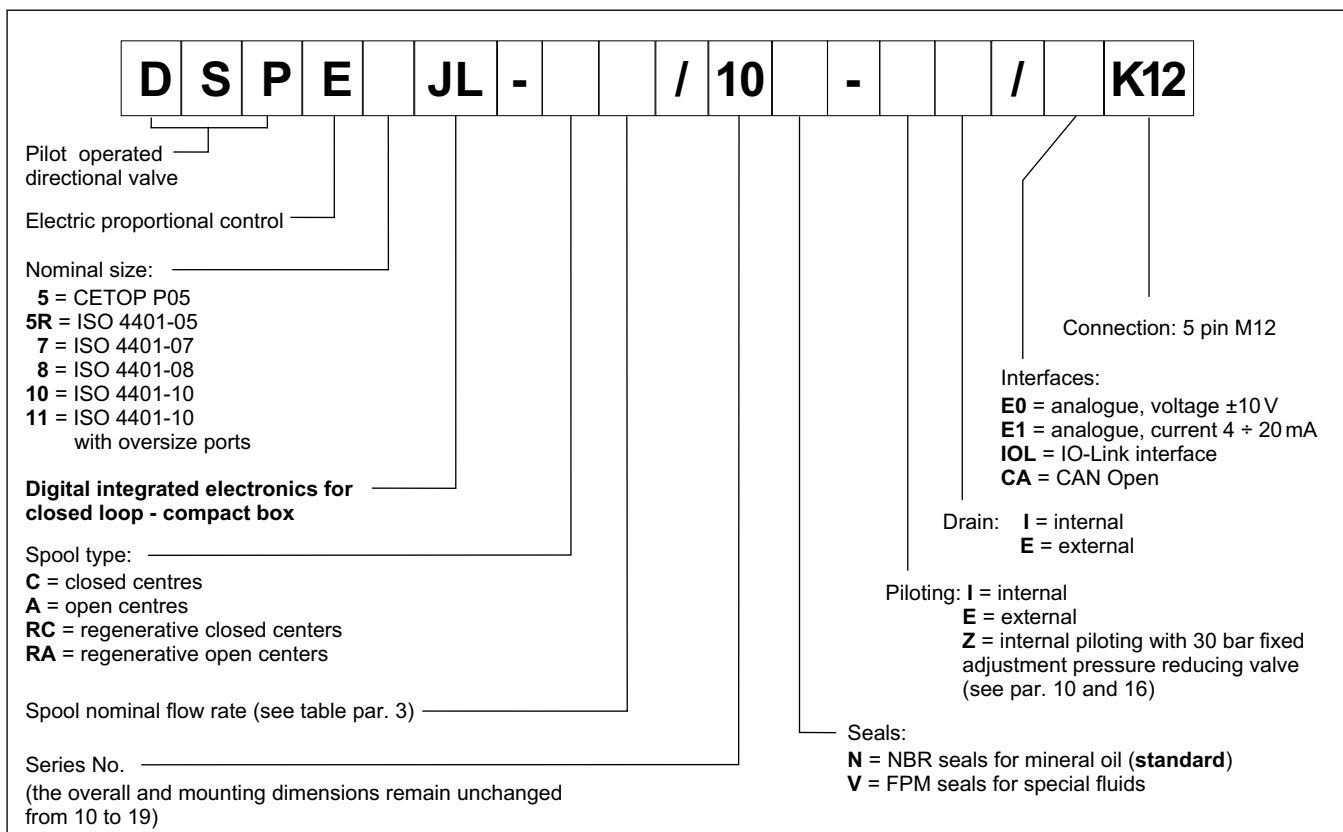 D S P E JL - / 10 - / K12
Pilot operated
directional valve
Electric proportional control
Nominal size:
5 = CETOP P05
5R = ISO 4401-05
7 = ISO 4401-07
8 = ISO 4401-08
10 = ISO 4401-10
11 = ISO 4401-10
with oversize ports
Digital integrated electronics for
closed loop - compact box
Spool type:
C = closed centres
A = open centres
RC = regenerative closed centers
RA = regenerative open centers
Spool nominal flow rate (see table par. 3)
Series No.
(the overall and mounting dimensions remain unchanged
from 10 to 19)
Connection: 5 pin M12
Interfaces:
E0 = analogue, voltage ±10 V
E1 = analogue, current 4 ÷ 20 mA
IOL = IO-Link interface
CA = CAN Open
Drain: I = internal
E = external
Piloting: I = internal
E = external
Z = internal piloting with 30 bar fixed
adjustment pressure reducing valve
(see par. 10 and 16)
Seals:
N = NBR seals for mineral oil (standard)
V = FPM seals for special fluids